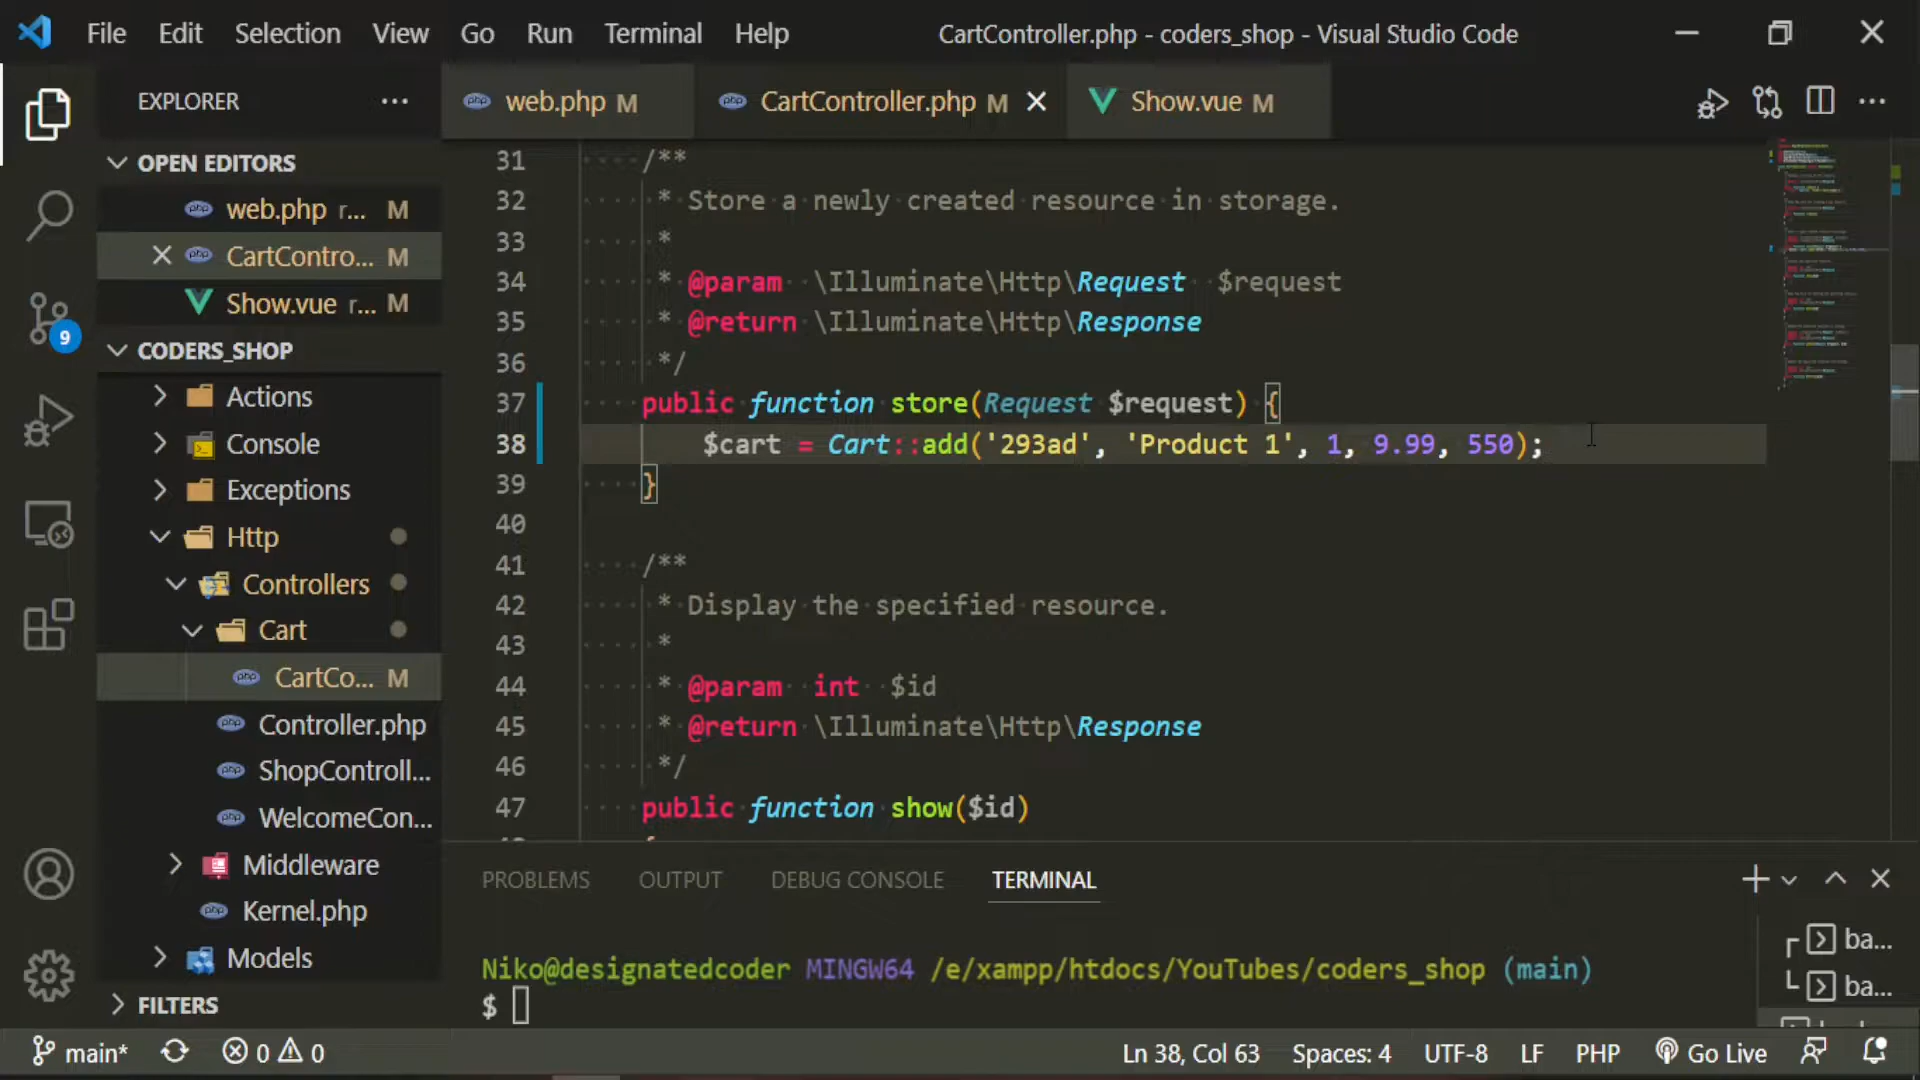 File Edit Selection View Go Run Terminal Help CartController.php - coders_shop - Visual Studio Code
EXPLORER
web.php M
CartController.php M
Show.vue M
OPEN EDITORS
web.php r... M
CartContro... M
Show.vue r... M
9
CODERS_SHOP
Actions
Console
Exceptions
Http
Controllers
Cart
CartCo... M
Controller.php
ShopControll...
WelcomeCon...
Middleware
Kernel.php
Models
FILTERS
31 /**
32 * Store a newly created resource in storage.
33 *
34 * @param  \Illuminate\Http\Request  $request
35 * @return \Illuminate\Http\Response
36 */
37 public function store(Request $request) {
38 $cart = Cart::add('293ad', 'Product 1', 1, 9.99, 550);
39 }
40
41 /**
42 * Display the specified resource.
43 *
44 * @param  int  $id
45 * @return \Illuminate\Http\Response
46 */
47 public function show($id)
PROBLEMS OUTPUT DEBUG CONSOLE TERMINAL
Niko@designatedcoder MINGW64 /e/xampp/htdocs/YouTubes/coders_shop (main)
$
ba...
ba...
main* 0 0 Ln 38, Col 63 Spaces: 4 UTF-8 LF PHP Go Live